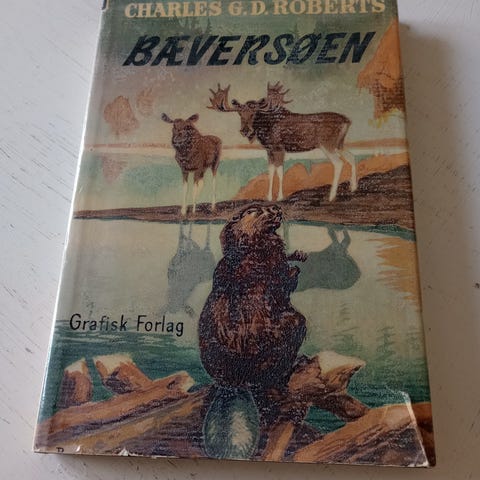 CHARLES G. D. ROBERTS
BÆVERSØEN
Grafisk Forlag